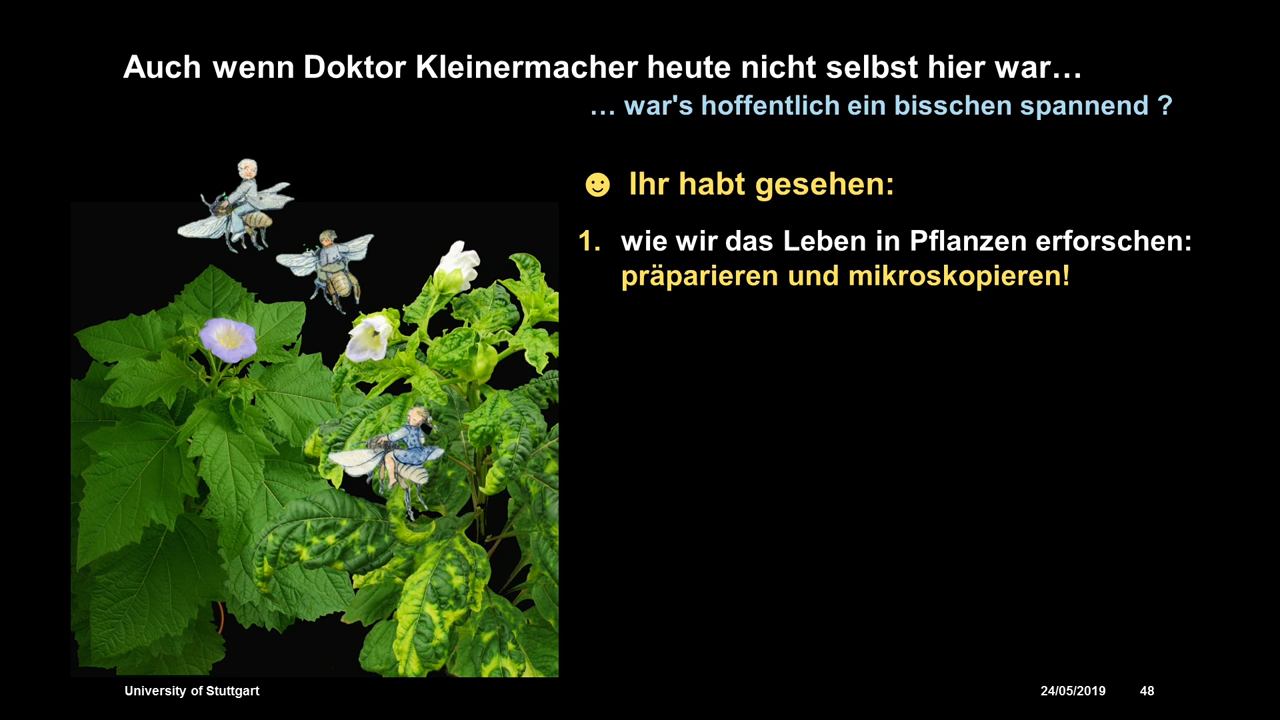 Auch wenn Doktor Kleinermacher heute nicht selbst hier war…
… war's hoffentlich ein bisschen spannend ?
☻ Ihr habt gesehen:
1. wie wir das Leben in Pflanzen erforschen:
präparieren und mikroskopieren!
University of Stuttgart
24/05/2019 48